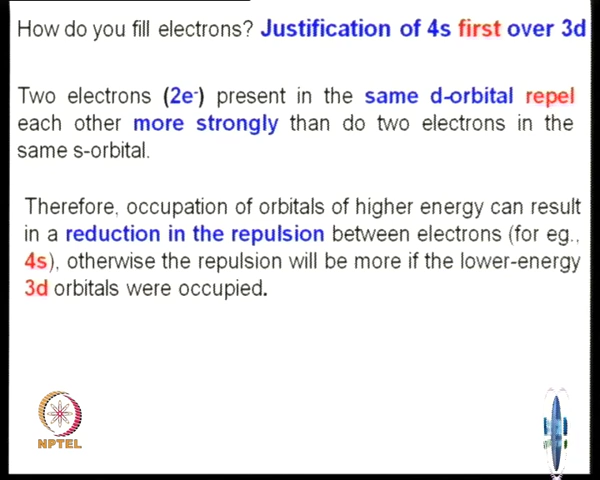 How do you fill electrons? Justification of 4s first over 3d
Two electrons (2e-) present in the same d-orbital repel
each other more strongly than do two electrons in the
same s-orbital.
Therefore, occupation of orbitals of higher energy can result
in a reduction in the repulsion between electrons (for eg.,
4s), otherwise the repulsion will be more if the lower-energy
3d orbitals were occupied.
NPTEL